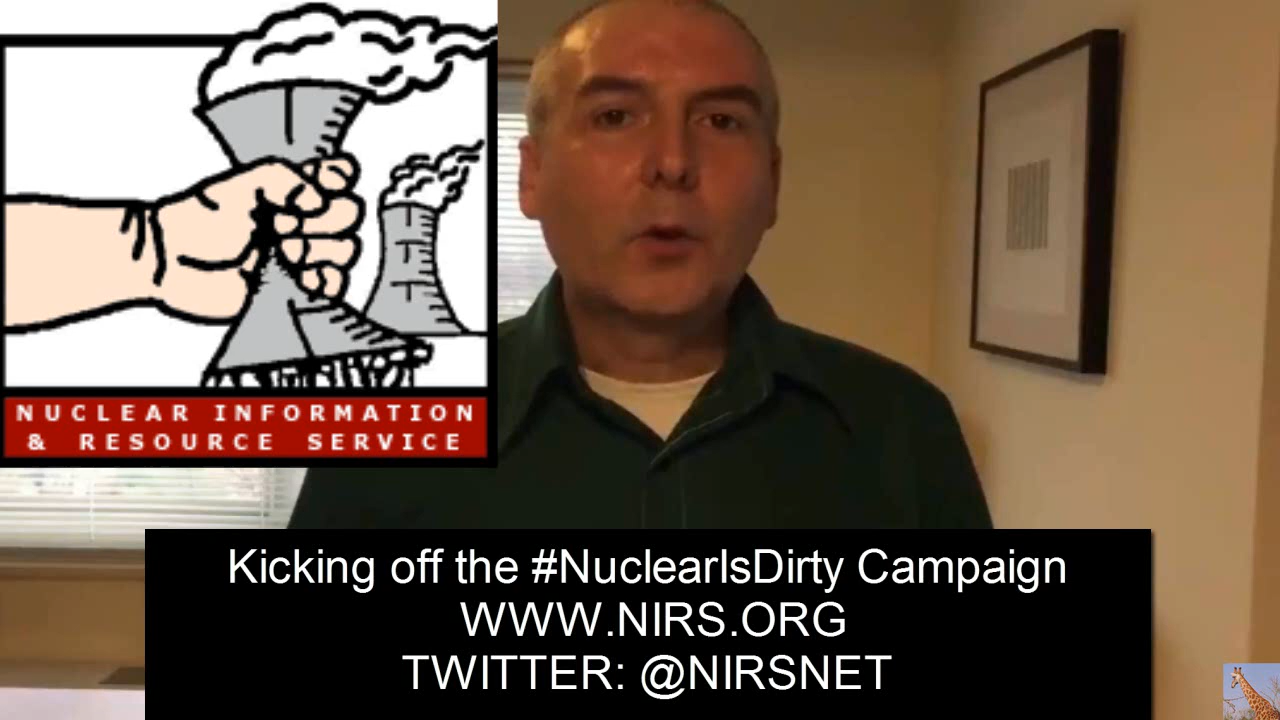 NUCLEAR INFORMATION
& RESOURCE SERVICE
Kicking off the #NuclearIsDirty Campaign
WWW.NIRS.ORG
TWITTER: @NIRSNET